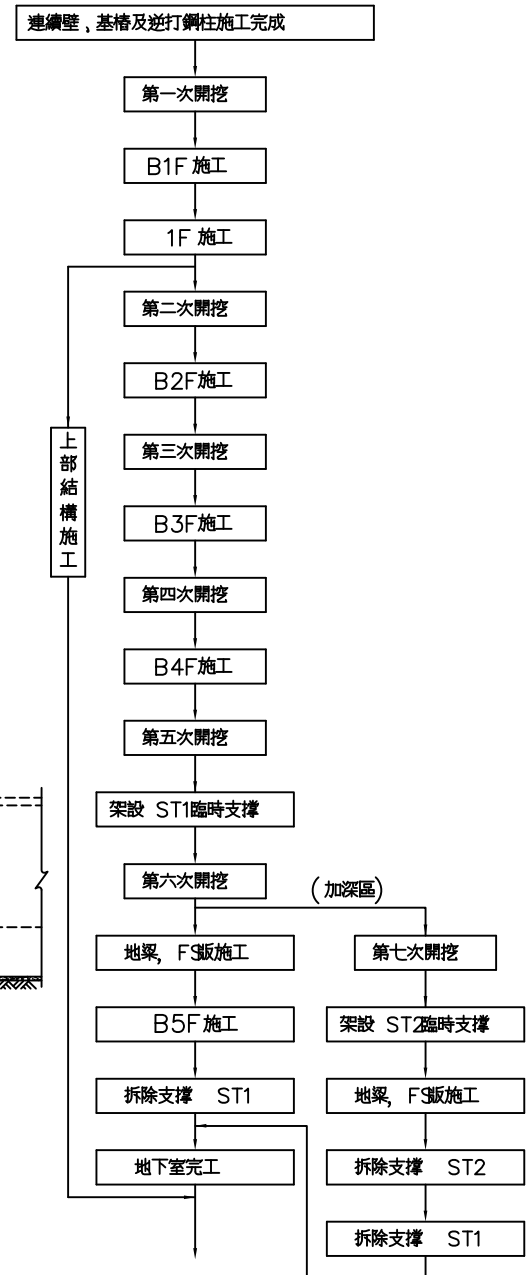 連續壁、基樁及逆打鋼柱施工完成
第一次開挖
B1F 施工
1F 施工
第二次開挖
B2F施工
上部結構施工
第三次開挖
B3F施工
第四次開挖
B4F施工
第五次開挖
架設 ST1臨時支撐
第六次開挖
(加深區)
地梁, FS版施工
第七次開挖
B5F施工
架設 ST2臨時支撐
拆除支撐 ST1
地梁, FS版施工
地下室完工
拆除支撐 ST2
拆除支撐 ST1